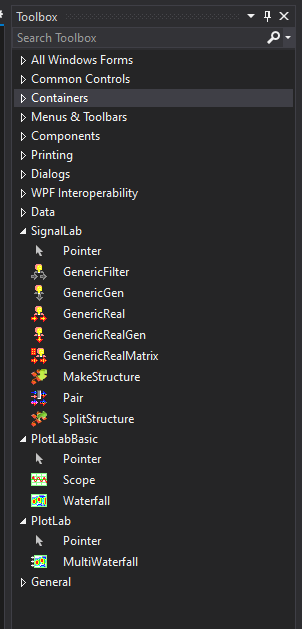 Toolbox
Search Toolbox
All Windows Forms
Common Controls
Containers
Menus & Toolbars
Components
Printing
Dialogs
WPF Interoperability
Data
SignalLab
Pointer
GenericFilter
GenericGen
GenericReal
GenericRealGen
GenericRealMatrix
MakeStructure
Pair
SplitStructure
PlotLabBasic
Pointer
Scope
Waterfall
PlotLab
Pointer
MultiWaterfall
General